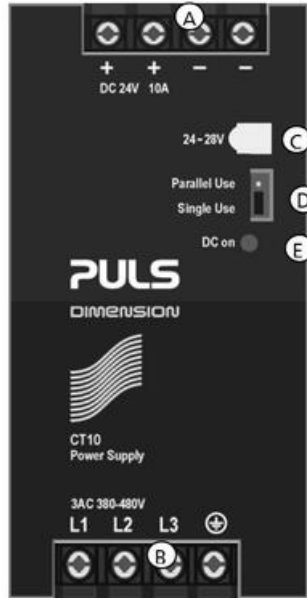 A
+ + − −
DC 24V 10A
24–28V C
Parallel Use
D
Single Use
DC on E
PULS
DIMENSION
CT10
Power Supply
3AC 380-480V
L1 L2 L3
B